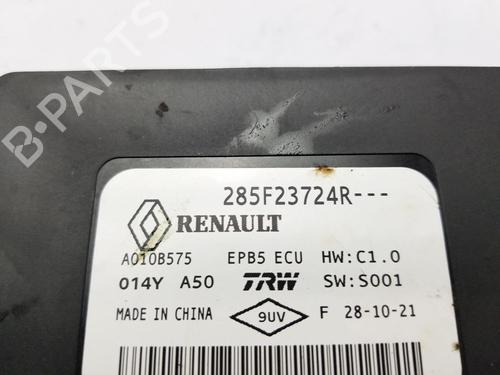 B-PARTS
285F23724R---
RENAULT
A010B575 EPB5 ECU HW:C1.0
014Y A50 TRW SW:S001
MADE IN CHINA 9UV F 28-10-21